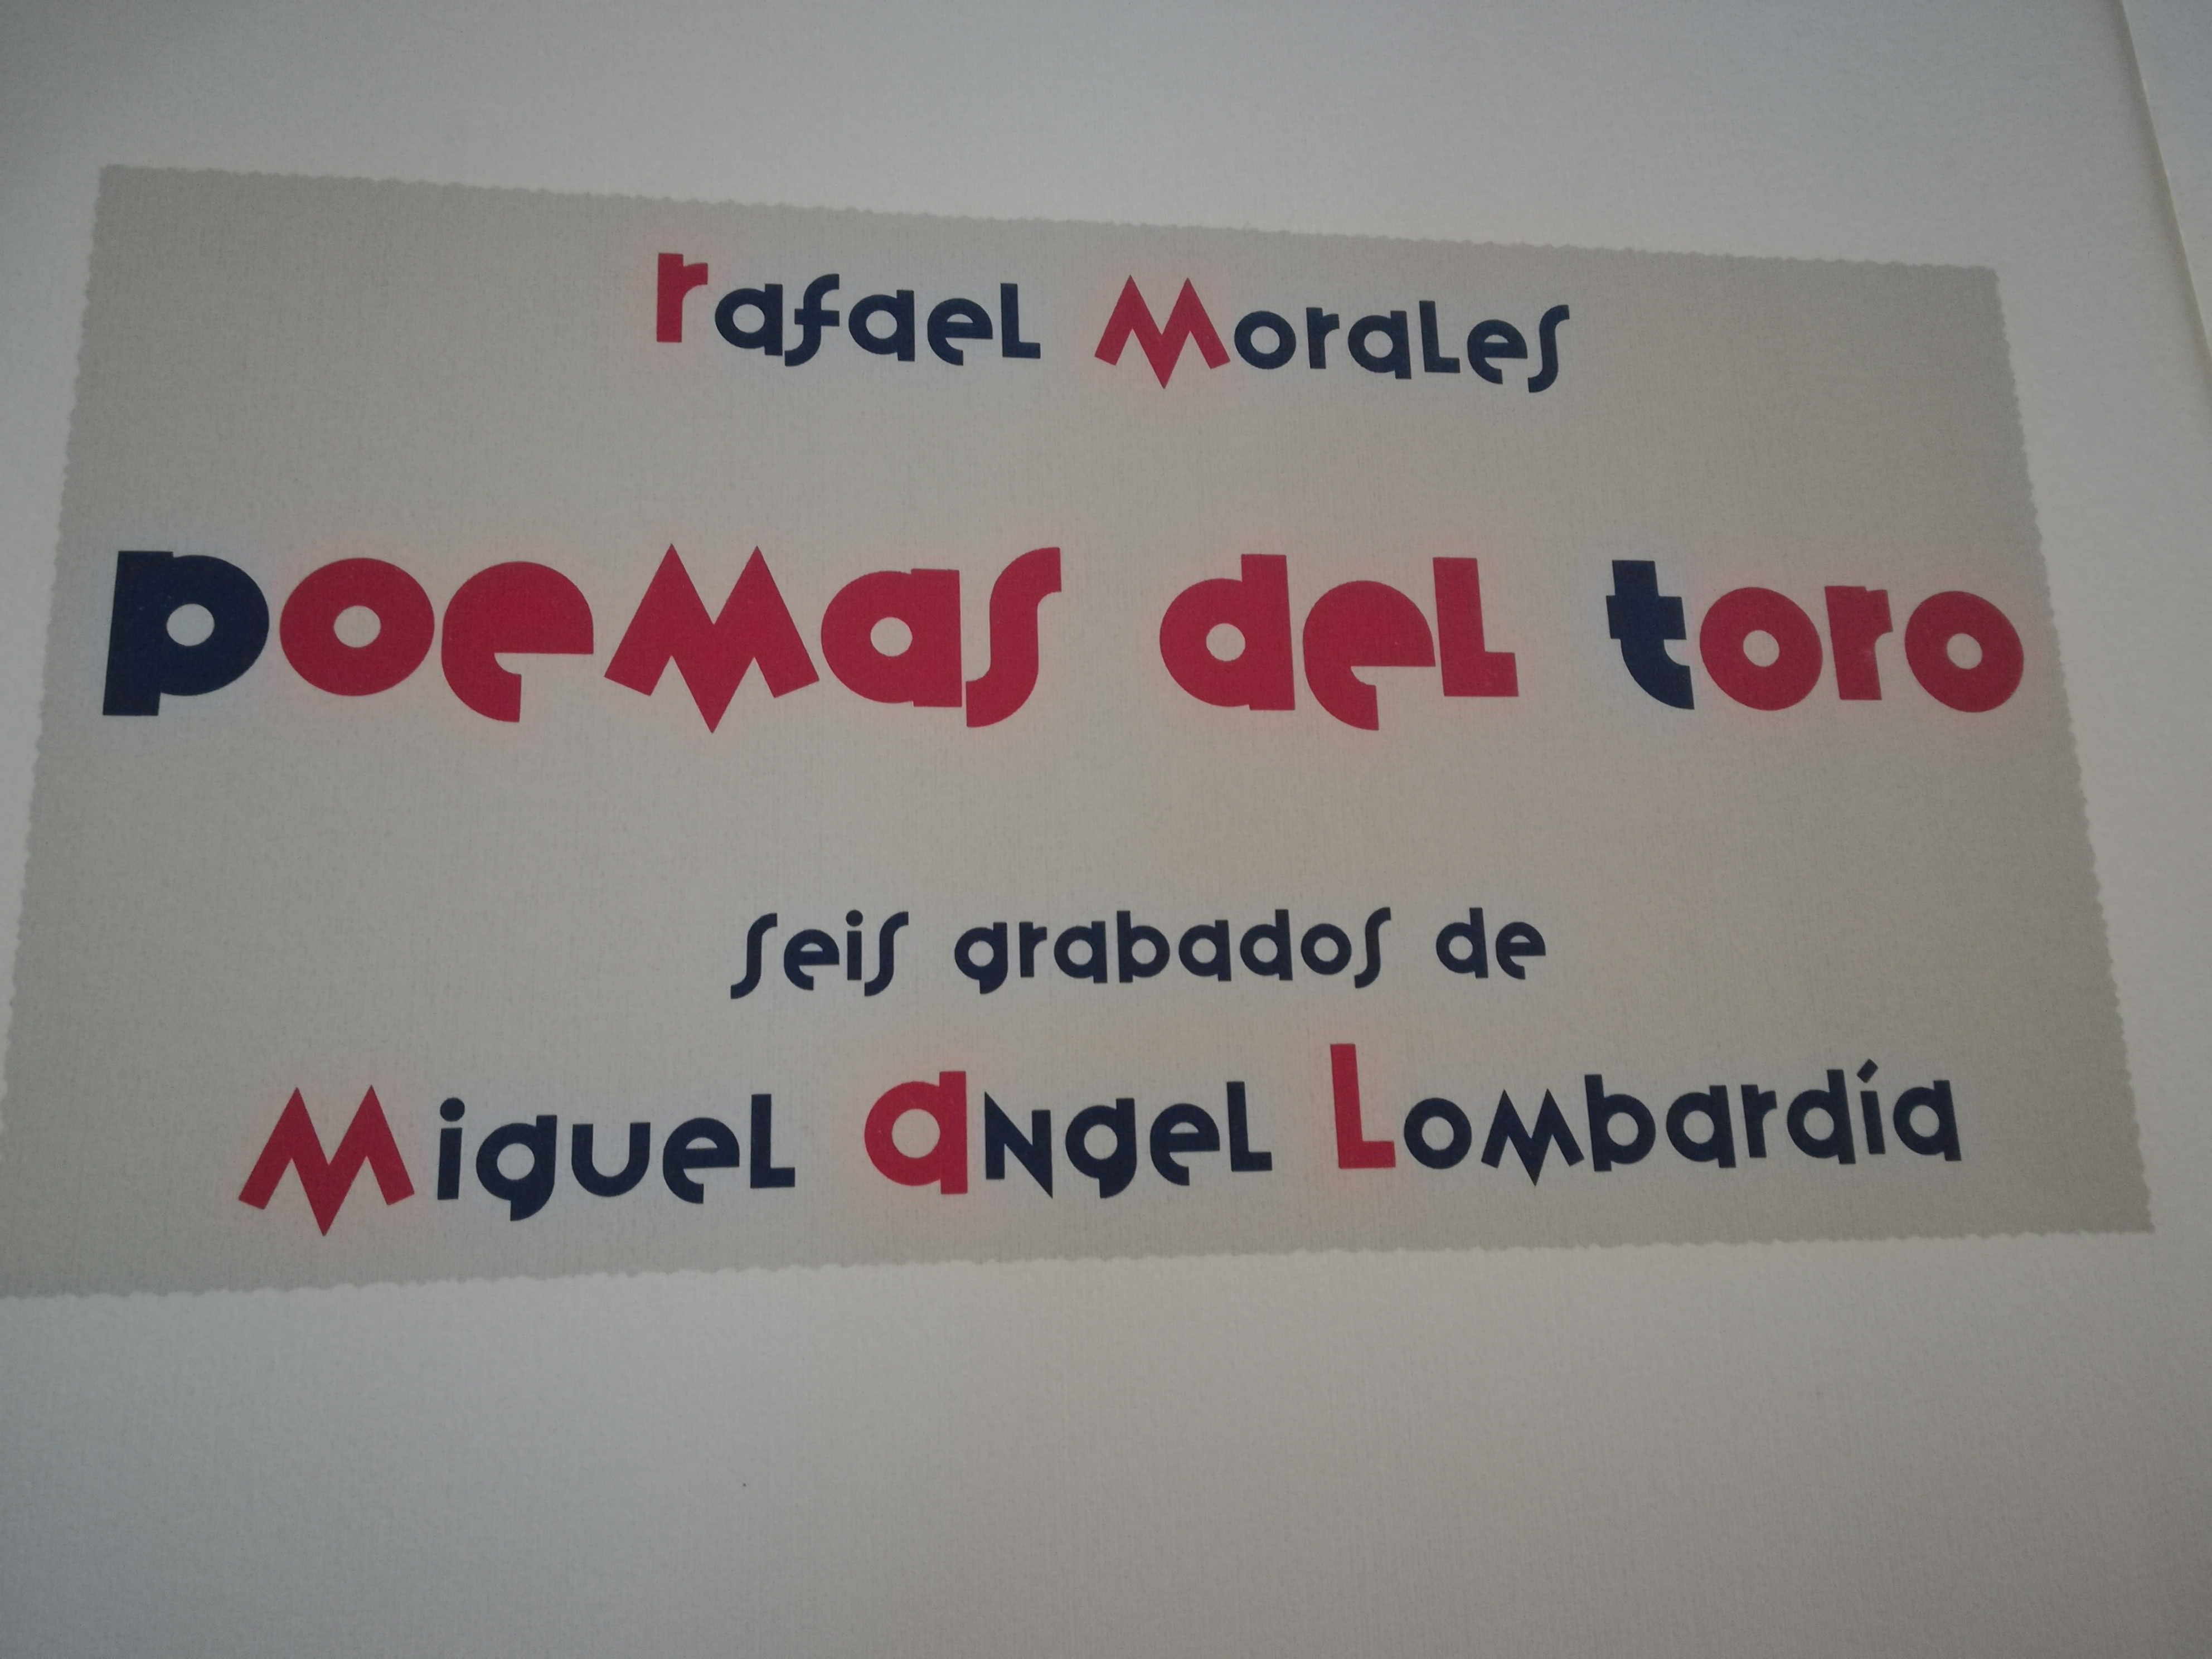 rafael Morales
poemas del toro
seis grabados de
Miguel angel Lombardía